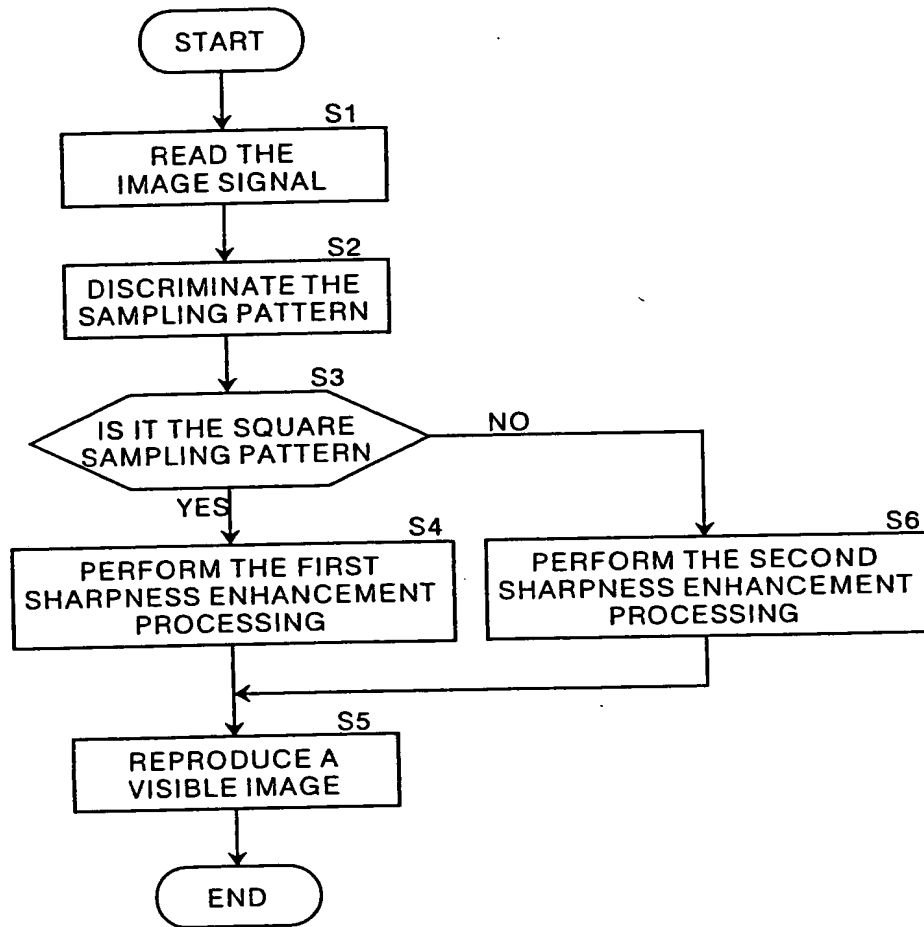 START
S1
READ THE
IMAGE SIGNAL
S2
DISCRIMINATE THE
SAMPLING PATTERN
S3
IS IT THE SQUARE
SAMPLING PATTERN
NO
YES
S4
PERFORM THE FIRST
SHARPNESS ENHANCEMENT
PROCESSING
S6
PERFORM THE SECOND
SHARPNESS ENHANCEMENT
PROCESSING
S5
REPRODUCE A
VISIBLE IMAGE
END